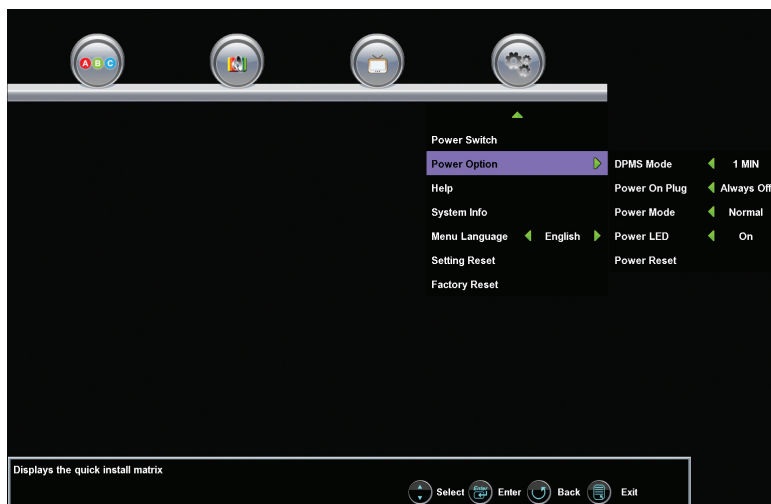 A B C
Power Switch
Power Option
DPMS Mode 1 MIN
Help
Power On Plug Always Off
System Info
Power Mode Normal
Menu Language English
Power LED On
Setting Reset
Power Reset
Factory Reset
Displays the quick install matrix
Select Enter Enter Back Exit